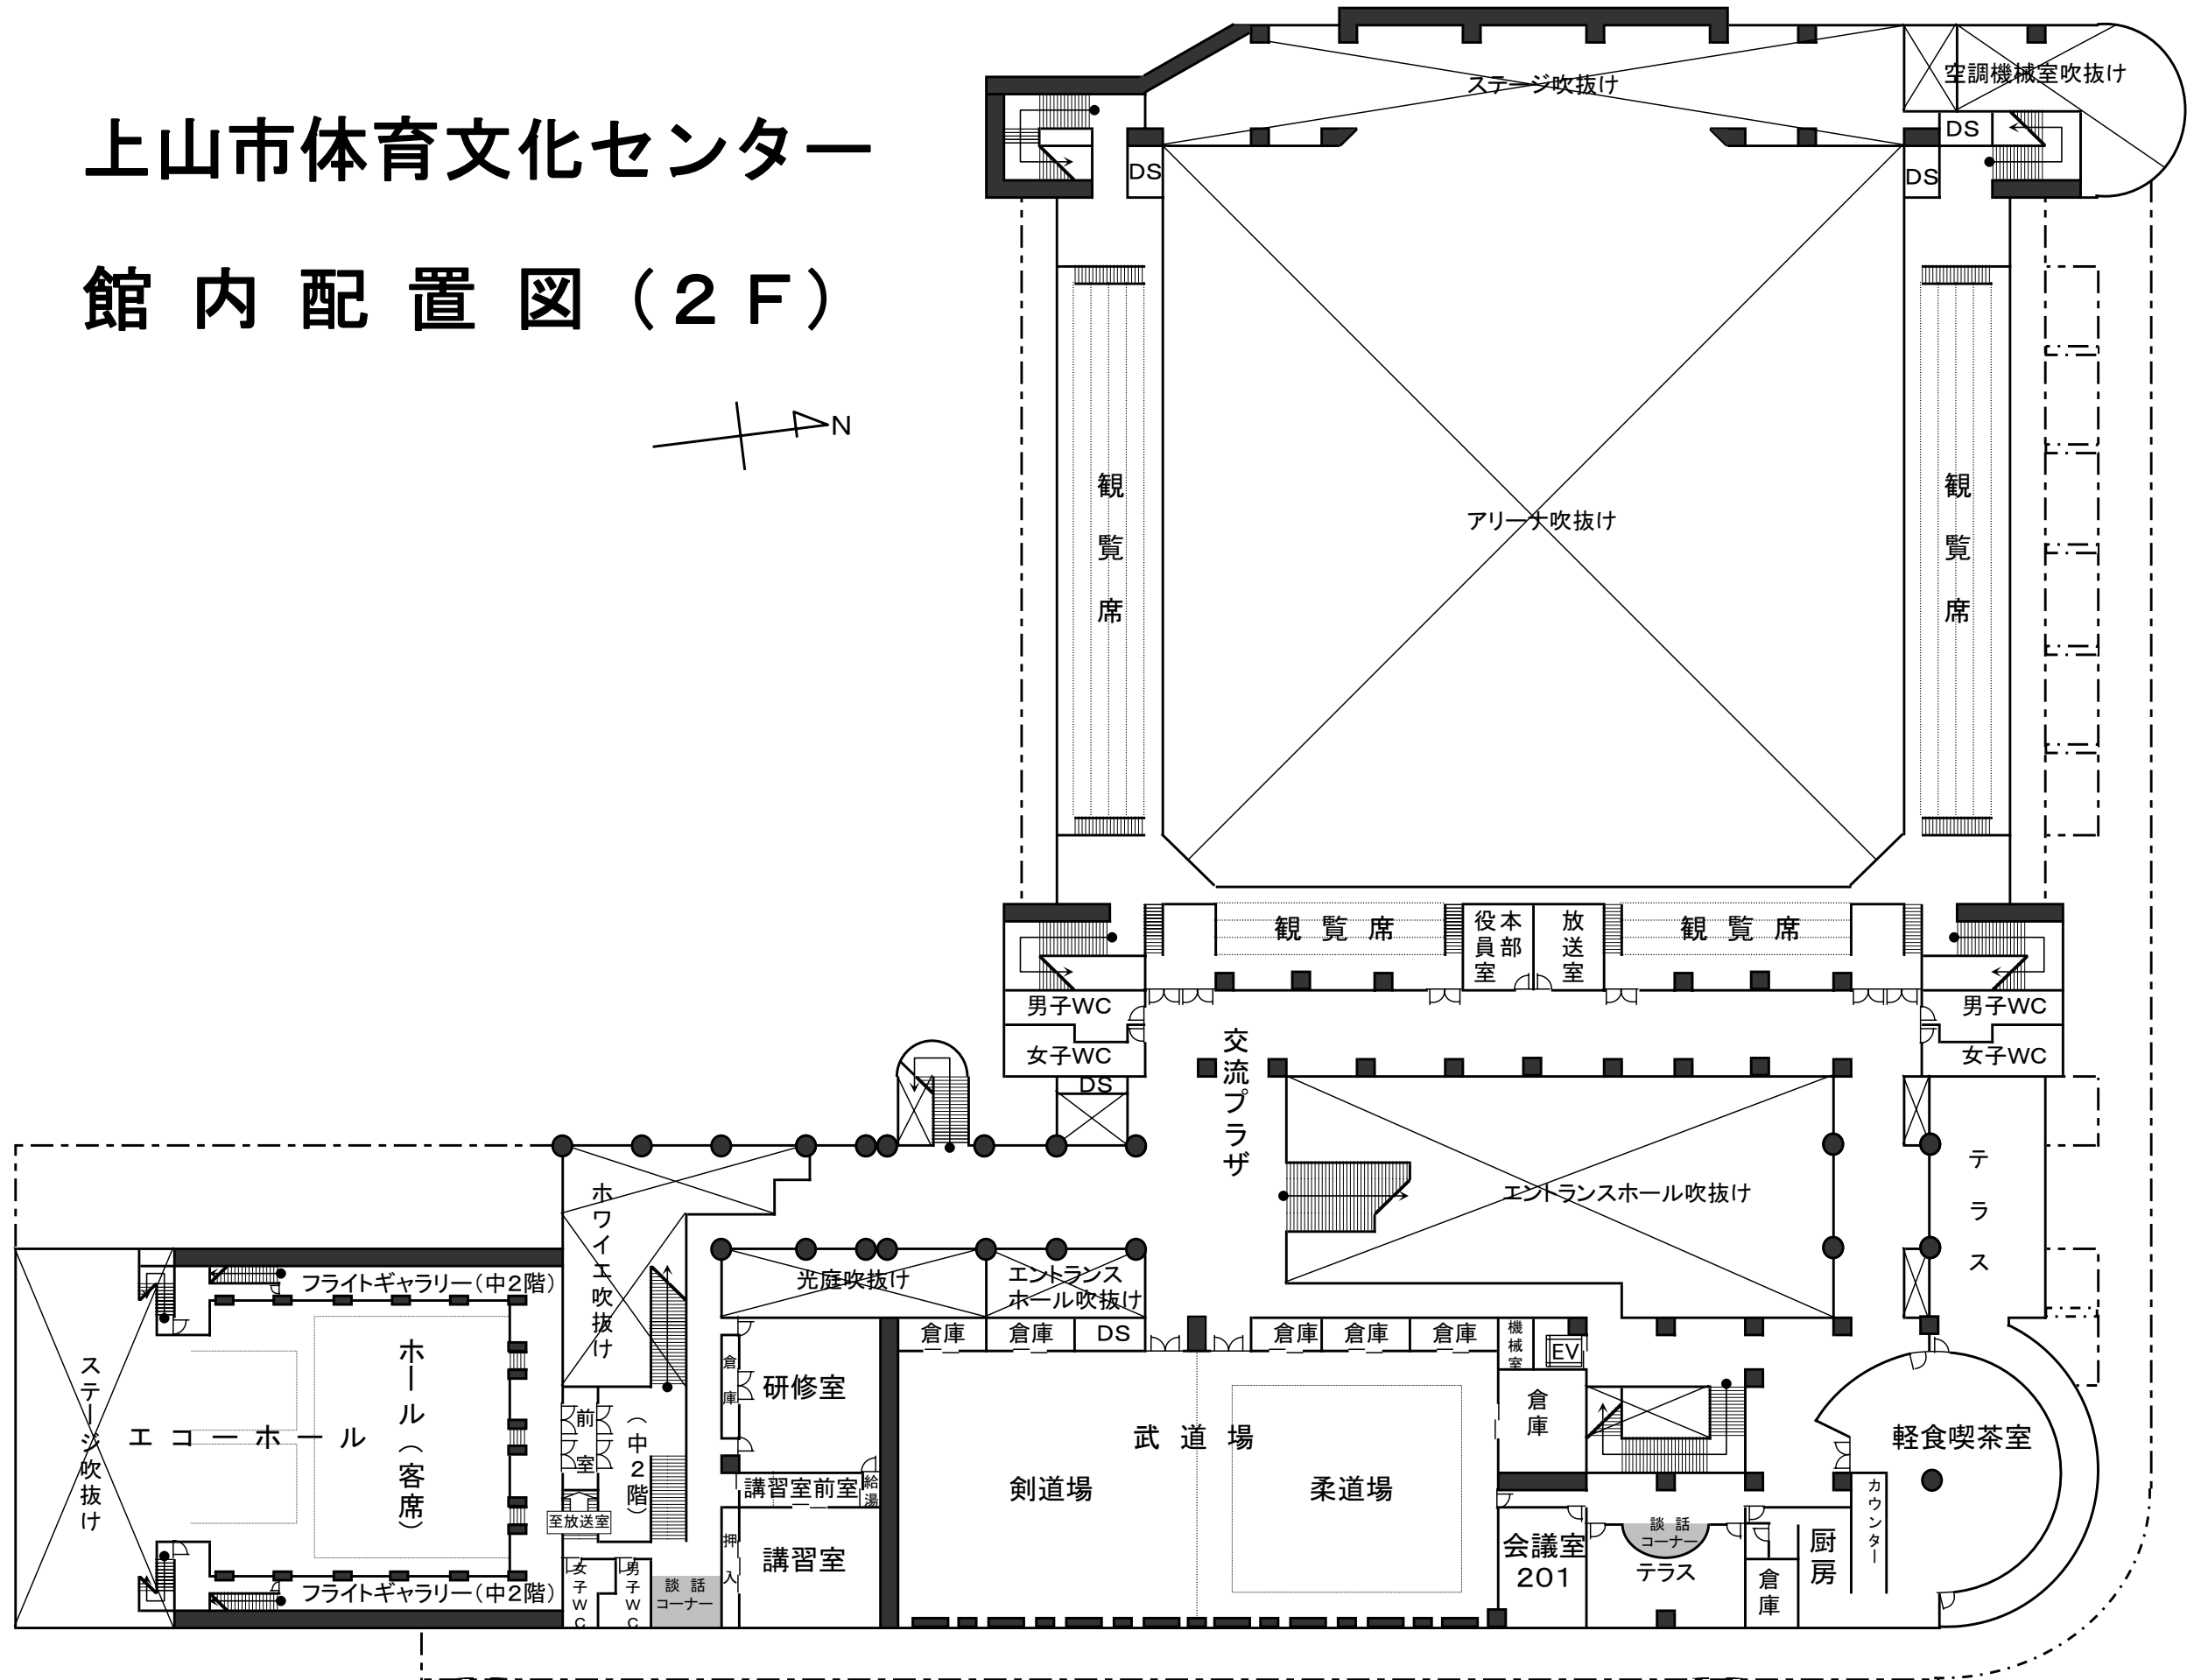 上山市体育文化センター
館内配置図（２Ｆ）
N
ステージ吹抜け
空調機械室吹抜け
DS
DS
DS
観覧席
アリーナ吹抜け
観覧席
観覧席
本部役員室
放送室
観覧席
男子WC
女子WC
DS
男子WC
女子WC
交流プラザ
エントランスホール吹抜け
テラス
ホワイエ吹抜け
光庭吹抜け
エントランス
ホール吹抜け
フライトギャラリー（中２階）
ステージ吹抜け
エコーホール
ホール（客席）
フライトギャラリー（中２階）
前室
（中２階）
至放送室
女子WC
男子WC
談話
コーナー
倉庫
研修室
講習室前室
給湯
押入
講習室
倉庫
倉庫
DS
倉庫
倉庫
倉庫
機械室
EV
倉庫
武道場
剣道場
柔道場
会議室
２０１
談話
コーナー
テラス
倉庫
厨房
カウンター
軽食喫茶室